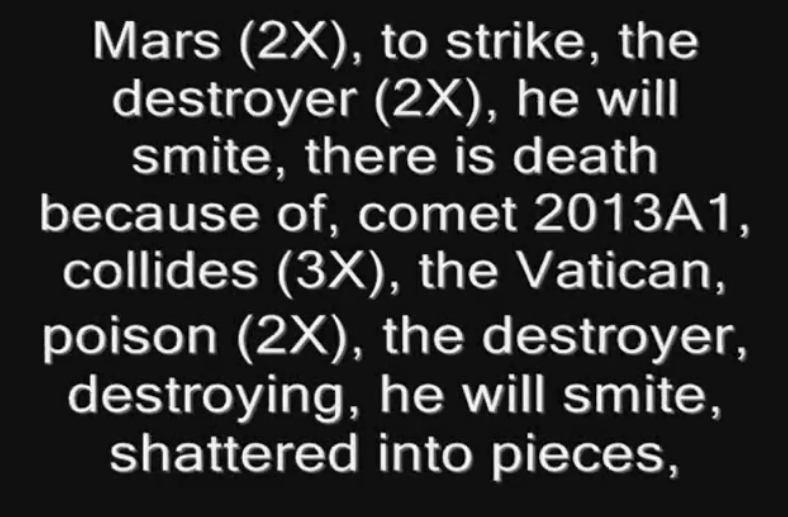 Mars (2X), to strike, the
destroyer (2X), he will
smite, there is death
because of, comet 2013A1,
collides (3X), the Vatican,
poison (2X), the destroyer,
destroying, he will smite,
shattered into pieces,